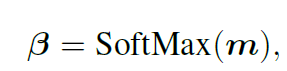 β = SoftMax(m),